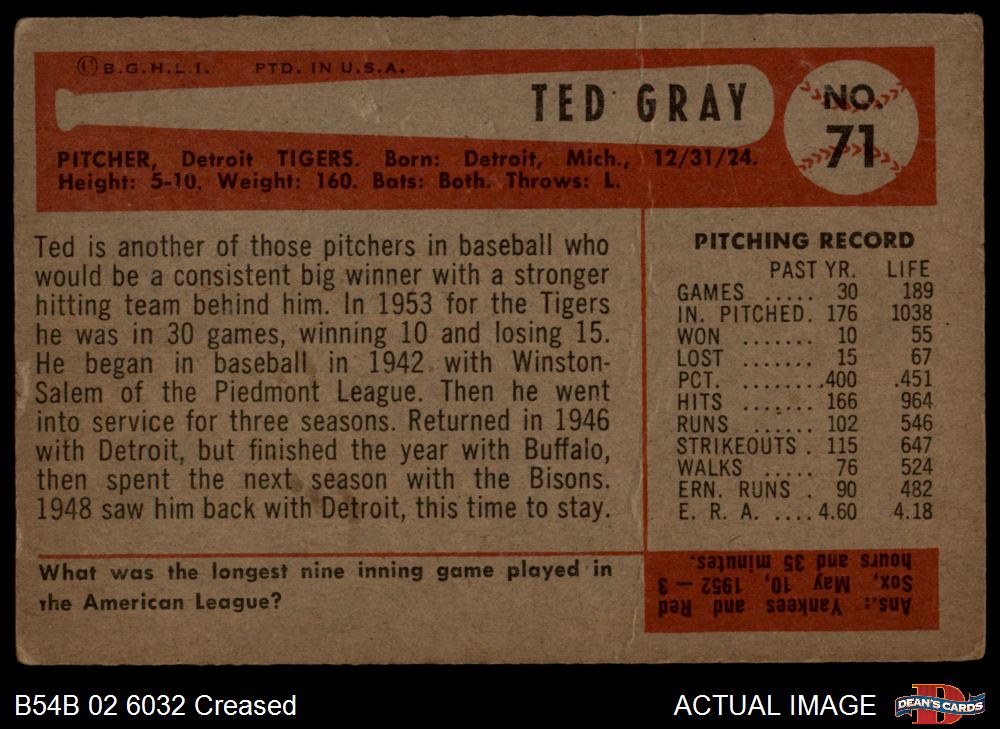 © B.G.H.L.I. PTD. IN U.S.A.
TED GRAY
NO.
71
PITCHER, Detroit TIGERS. Born: Detroit, Mich., 12/31/24.
Height: 5-10. Weight: 160. Bats: Both. Throws: L.
Ted is another of those pitchers in baseball who
would be a consistent big winner with a stronger
hitting team behind him. In 1953 for the Tigers
he was in 30 games, winning 10 and losing 15.
He began in baseball in 1942 with Winston-
Salem of the Piedmont League. Then he went
into service for three seasons. Returned in 1946
with Detroit, but finished the year with Buffalo,
then spent the next season with the Bisons.
1948 saw him back with Detroit, this time to stay.
PITCHING RECORD
PAST YR. LIFE
GAMES ..... 30 189
IN. PITCHED. 176 1038
WON ....... 10 55
LOST ....... 15 67
PCT. ........ .400 .451
HITS ....... 166 964
RUNS ...... 102 546
STRIKEOUTS . 115 647
WALKS ..... 76 524
ERN. RUNS . 90 482
E. R. A. .... 4.60 4.18
What was the longest nine inning game played in
the American League?
Ans.: Yankees and Red
Sox, May 10, 1952 — 3
hours and 35 minutes.
B54B 02 6032 Creased
ACTUAL IMAGE
D
DEAN'S CARDS